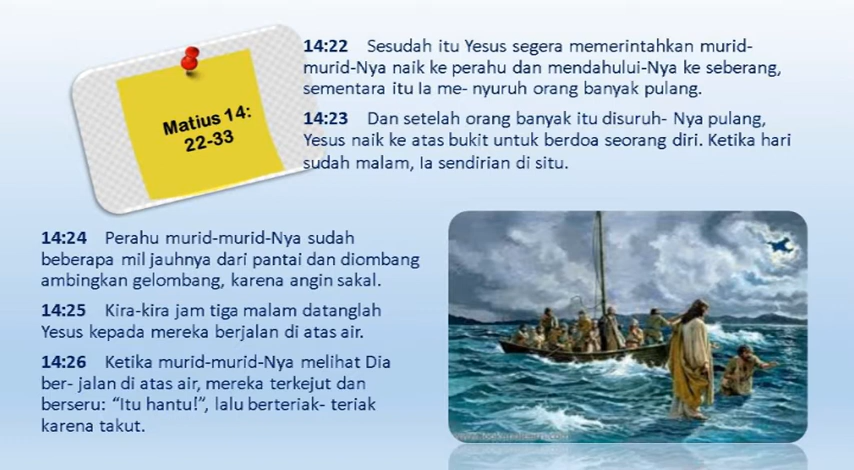 Matius 14:
22-33
14:22 Sesudah itu Yesus segera memerintahkan murid-
murid-Nya naik ke perahu dan mendahului-Nya ke seberang,
sementara itu Ia me- nyuruh orang banyak pulang.
14:23 Dan setelah orang banyak itu disuruh- Nya pulang,
Yesus naik ke atas bukit untuk berdoa seorang diri. Ketika hari
sudah malam, Ia sendirian di situ.
14:24 Perahu murid-murid-Nya sudah
beberapa mil jauhnya dari pantai dan diombang
ambingkan gelombang, karena angin sakal.
14:25 Kira-kira jam tiga malam datanglah
Yesus kepada mereka berjalan di atas air.
14:26 Ketika murid-murid-Nya melihat Dia
ber- jalan di atas air, mereka terkejut dan
berseru: “Itu hantu!”, lalu berteriak- teriak
karena takut.